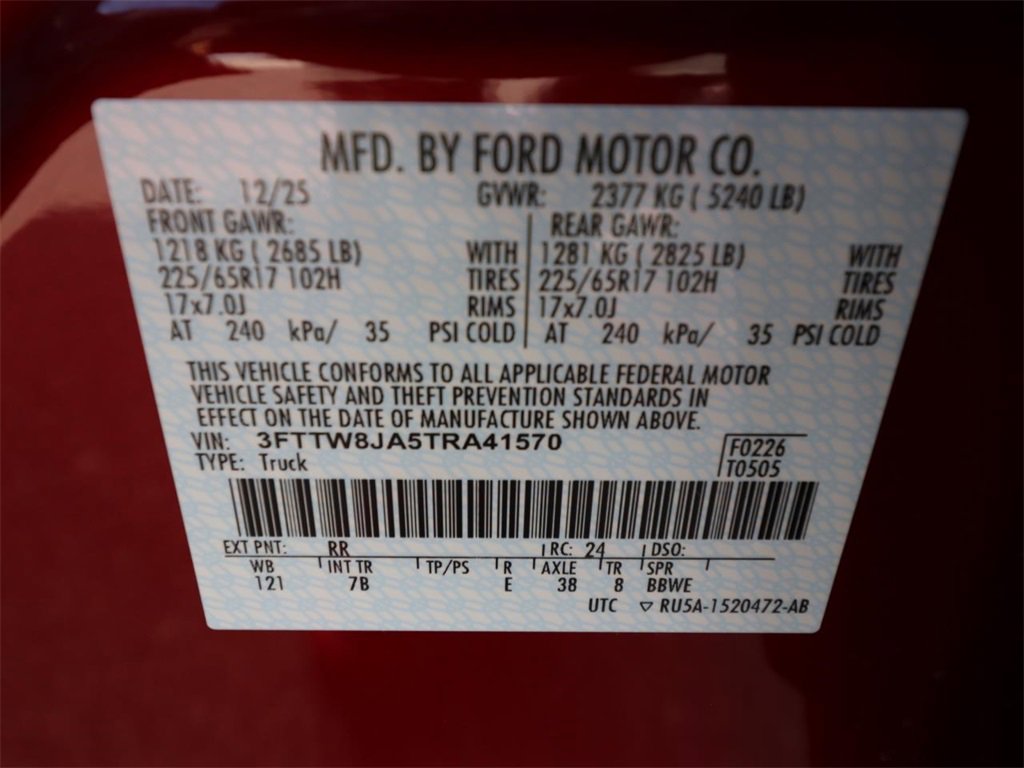 MFD. BY FORD MOTOR CO.
DATE: 12/25 GVWR: 2377 KG ( 5240 LB)
FRONT GAWR: REAR GAWR:
1218 KG ( 2685 LB) WITH 1281 KG ( 2825 LB) WITH
225/65R17 102H TIRES 225/65R17 102H TIRES
17x7.0J RIMS 17x7.0J RIMS
AT 240 kPa/ 35 PSI COLD AT 240 kPa/ 35 PSI COLD
THIS VEHICLE CONFORMS TO ALL APPLICABLE FEDERAL MOTOR
VEHICLE SAFETY AND THEFT PREVENTION STANDARDS IN
EFFECT ON THE DATE OF MANUFACTURE SHOWN ABOVE.
VIN: 3FTTW8JA5TRA41570 F0226
TYPE: Truck T0505
EXT PNT: RR RC: 24 DSO:
WB INT TR TP/PS R AXLE TR SPR
121 7B E 38 8 BBWE
UTC ▽ RU5A-1520472-AB